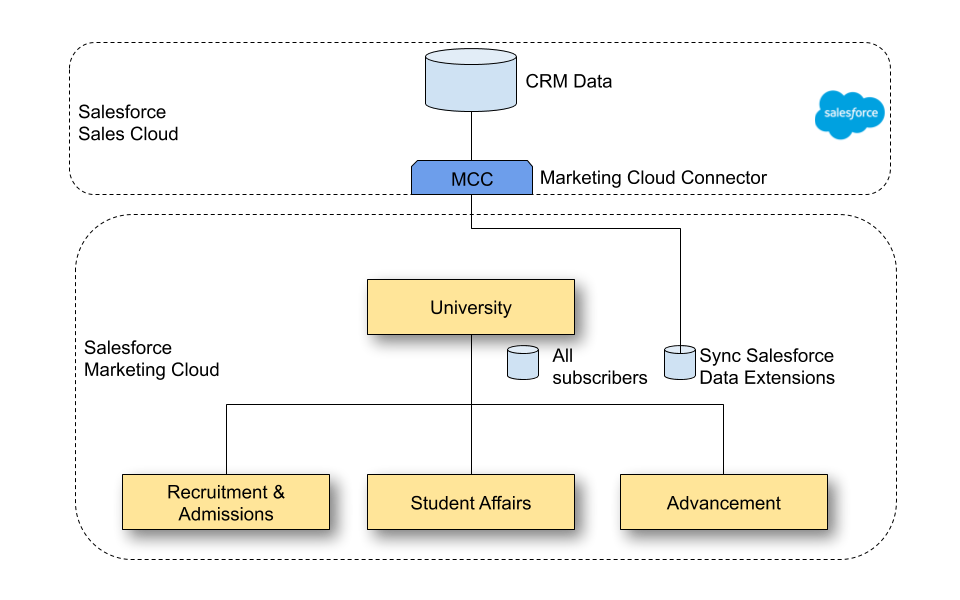 CRM Data
Salesforce
Sales Cloud
salesforce
MCC
Marketing Cloud Connector
University
Salesforce
Marketing Cloud
All
subscribers
Sync Salesforce
Data Extensions
Recruitment &
Admissions
Student Affairs
Advancement